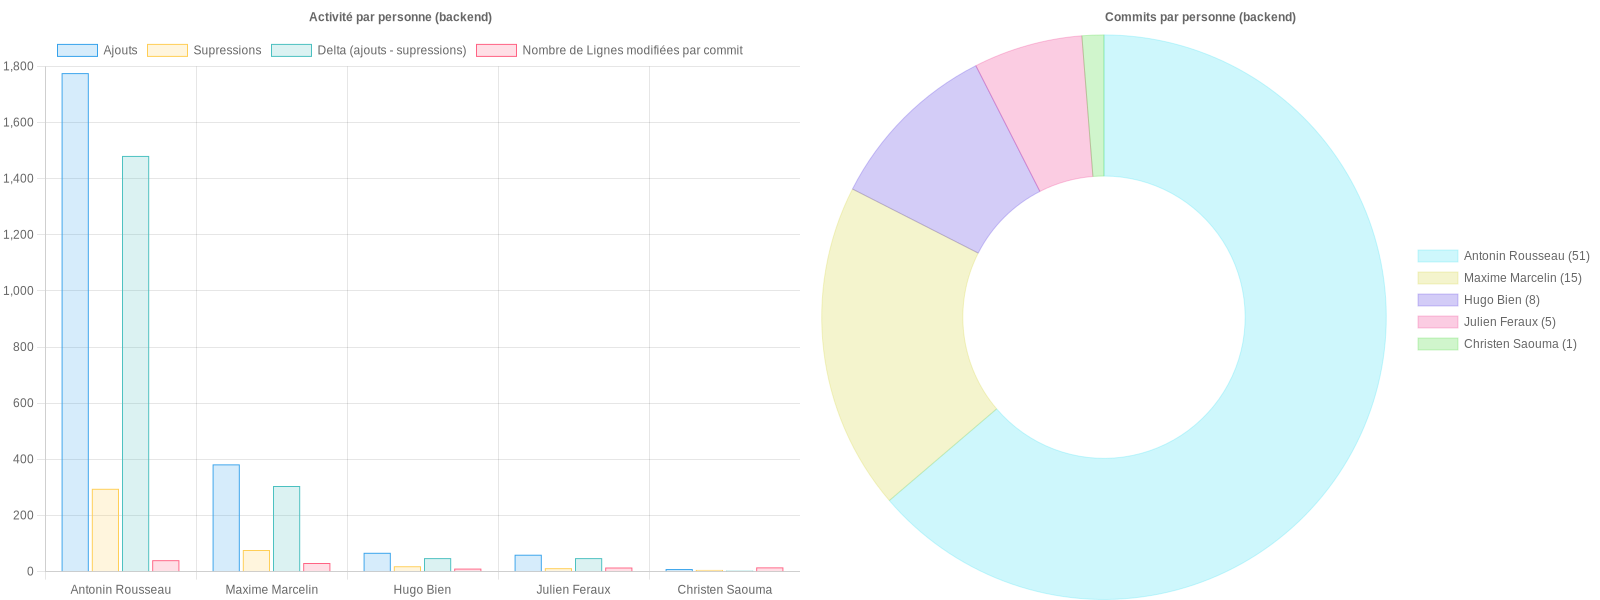 Activité par personne (backend)
Ajouts
Supressions
Delta (ajouts - supressions)
Nombre de Lignes modifiées par commit
1,800
1,600
1,400
1,200
1,000
800
600
400
200
0
Antonin Rousseau
Maxime Marcelin
Hugo Bien
Julien Feraux
Christen Saouma
Commits par personne (backend)
Antonin Rousseau (51)
Maxime Marcelin (15)
Hugo Bien (8)
Julien Feraux (5)
Christen Saouma (1)